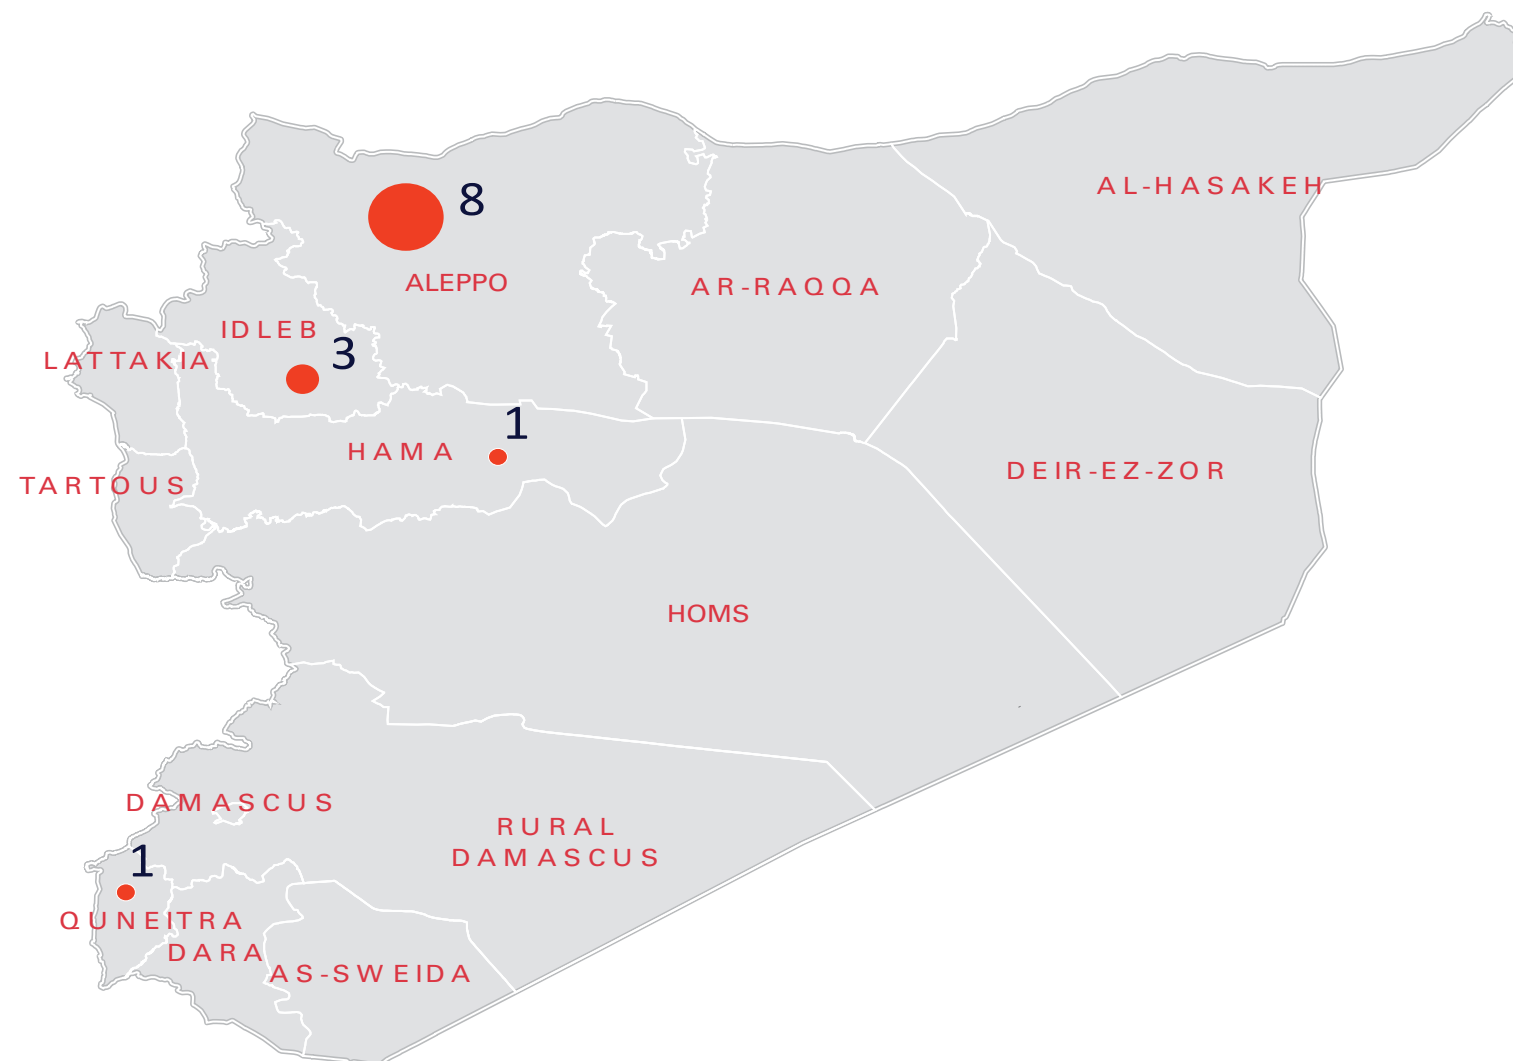 AL-HASAKEH
8
ALEPPO
AR-RAQQA
IDLEB
3
LATTAKIA
1
HAMA
DEIR-EZ-ZOR
TARTOUS
HOMS
DAMASCUS
RURAL
DAMASCUS
1
QUNEITRA
DARA
AS-SWEIDA